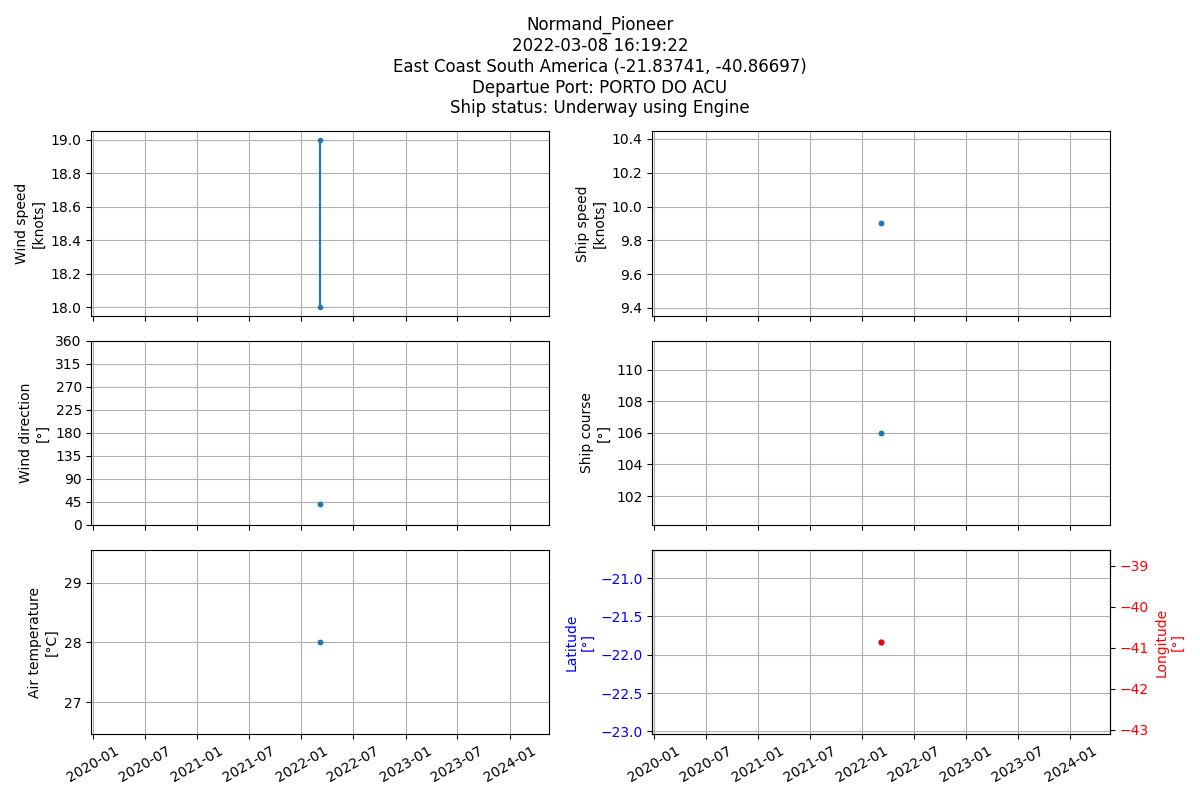 Normand_Pioneer
2022-03-08 16:19:22
East Coast South America (-21.83741, -40.86697)
Departue Port: PORTO DO ACU
Ship status: Underway using Engine
Wind speed
[knots]
19.0
18.8
18.6
18.4
18.2
18.0
Ship speed
[knots]
10.4
10.2
10.0
9.8
9.6
9.4
Wind direction
[°]
360
315
270
225
180
135
90
45
0
Ship course
[°]
110
108
106
104
102
Air temperature
[°C]
29
28
27
2020-01 2020-07 2021-01 2021-07 2022-01 2022-07 2023-01 2023-07 2024-01
Latitude
[°]
−21.0
−21.5
−22.0
−22.5
−23.0
−39
−40
−41
−42
−43
Longitude
[°]
2020-01 2020-07 2021-01 2021-07 2022-01 2022-07 2023-01 2023-07 2024-01